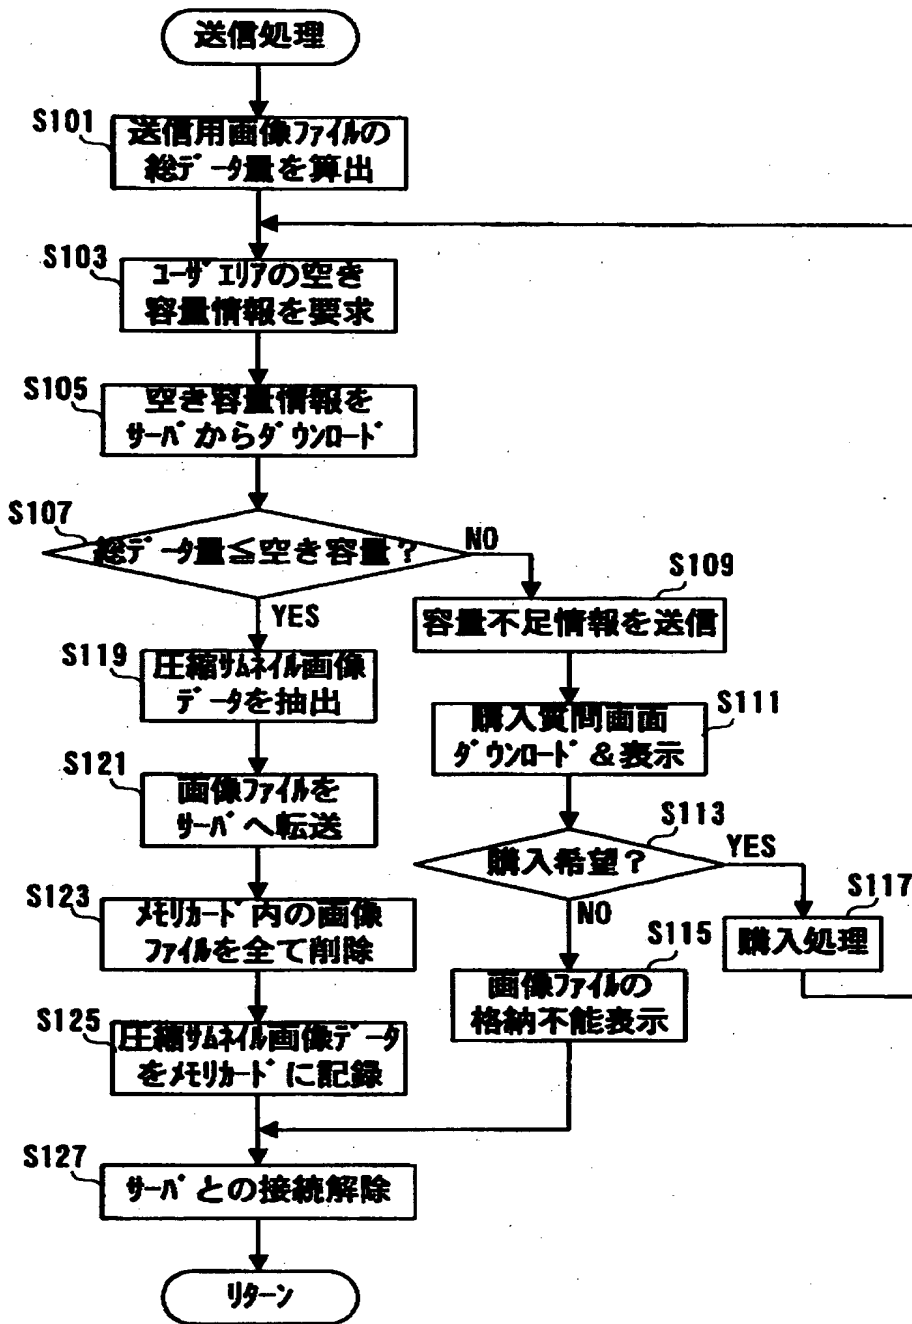 送信処理
S101
送信用画像ファイルの
総データ量を算出
S103
ユーザエリアの空き
容量情報を要求
S105
空き容量情報を
サーバからダウンロード
S107
総データ量≦空き容量?
NO
YES
S109
容量不足情報を送信
S111
購入質問画面
ダウンロード&表示
S113
購入希望?
YES
NO
S117
購入処理
S115
画像ファイルの
格納不能表示
S119
圧縮サムネイル画像
データを抽出
S121
画像ファイルを
サーバへ転送
S123
メモリカード内の画像
ファイルを全て削除
S125
圧縮サムネイル画像データ
をメモリカードに記録
S127
サーバとの接続解除
リターン